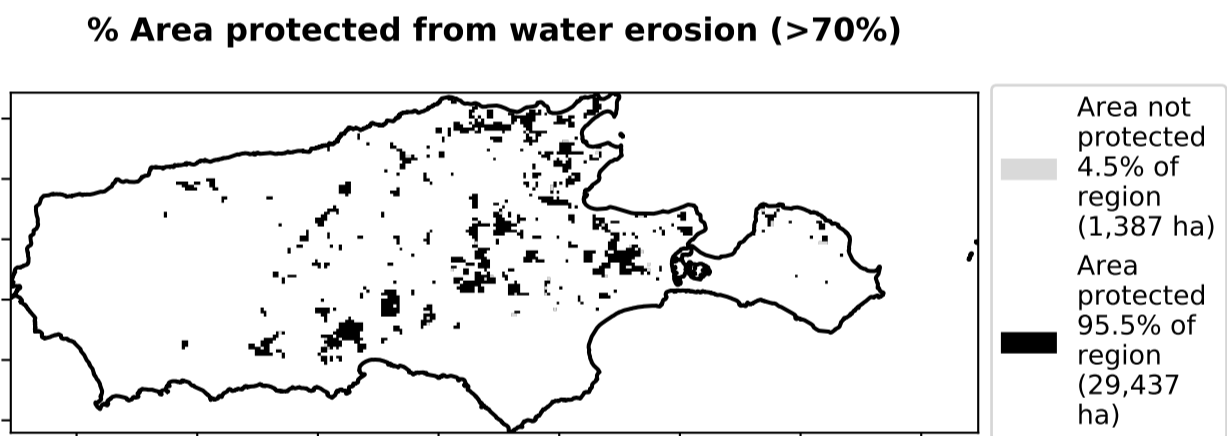 % Area protected from water erosion (>70%)
Area not
protected
4.5% of
region
(1,387 ha)
Area
protected
95.5% of
region
(29,437
ha)